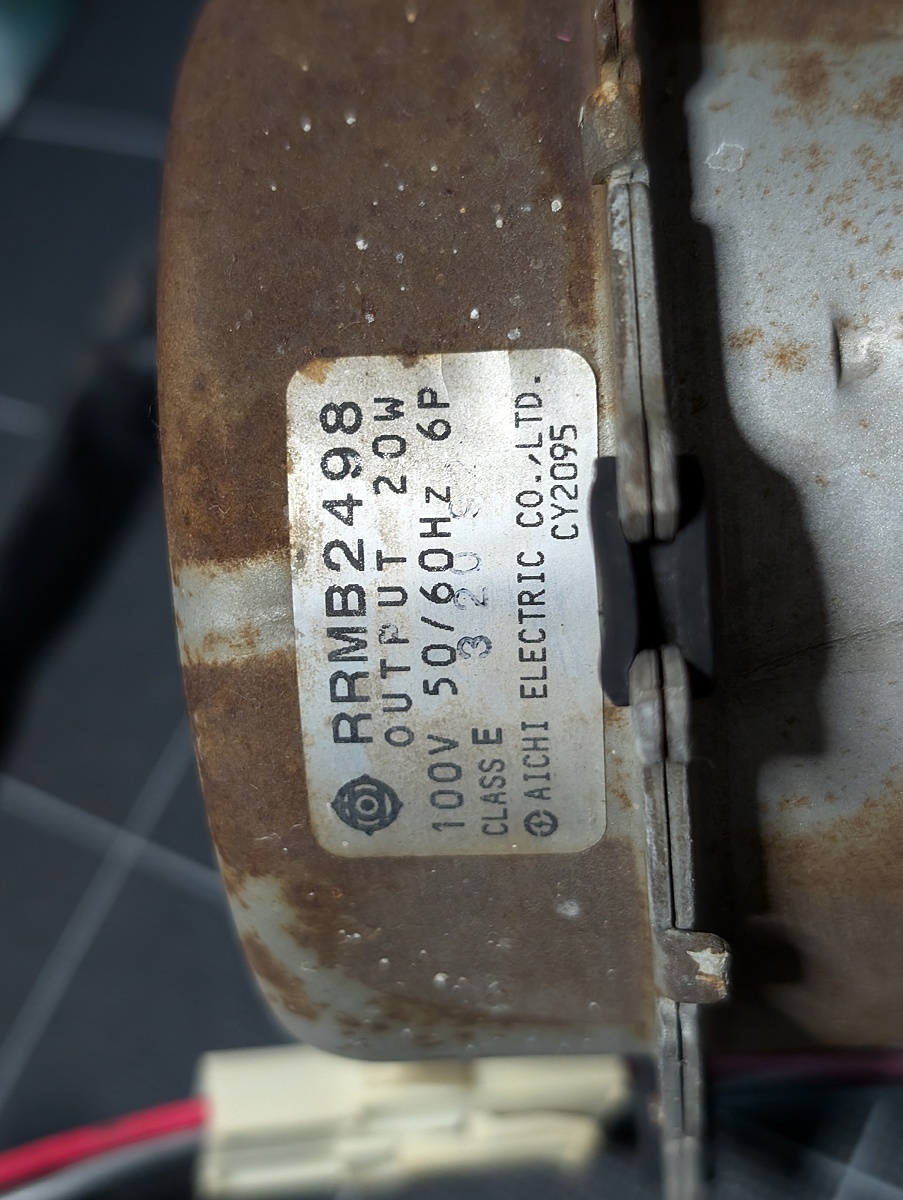 RRMB2498
OUTPUT 20W
100V 50/60Hz 6P
CLASS E
AICHI ELECTRIC CO.,LTD.
CY2095